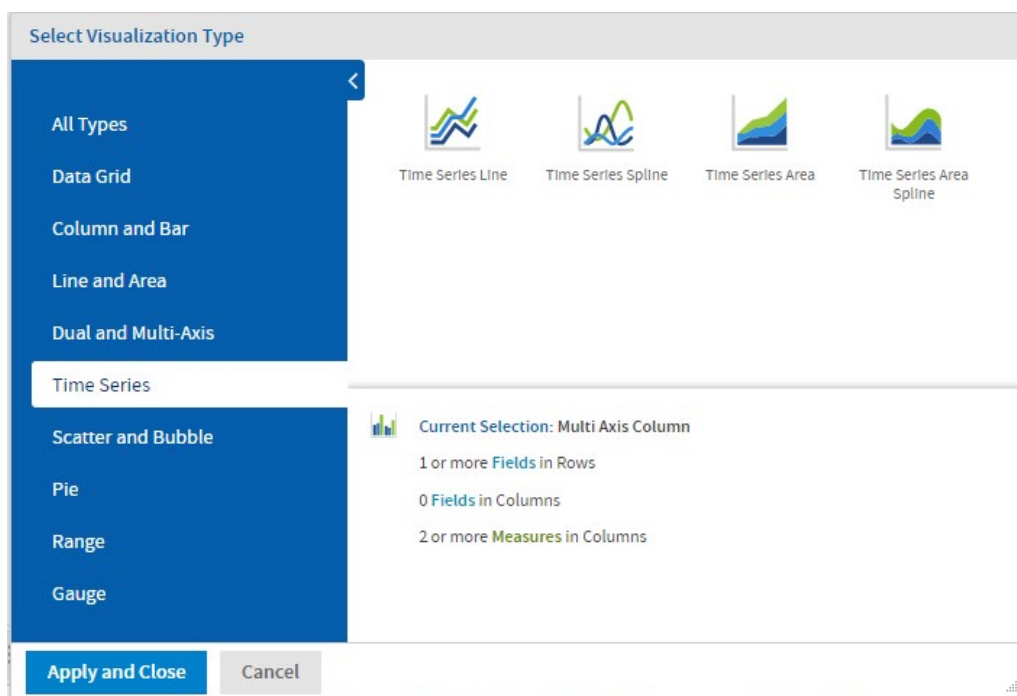 Select Visualization Type
All Types
Data Grid
Column and Bar
Line and Area
Dual and Multi-Axis
Time Series
Scatter and Bubble
Pie
Range
Gauge
Time Series Line
Time Series Spline
Time Series Area
Time Series Area
Spline
Current Selection: Multi Axis Column
1 or more Fields in Rows
0 Fields in Columns
2 or more Measures in Columns
Apply and Close
Cancel